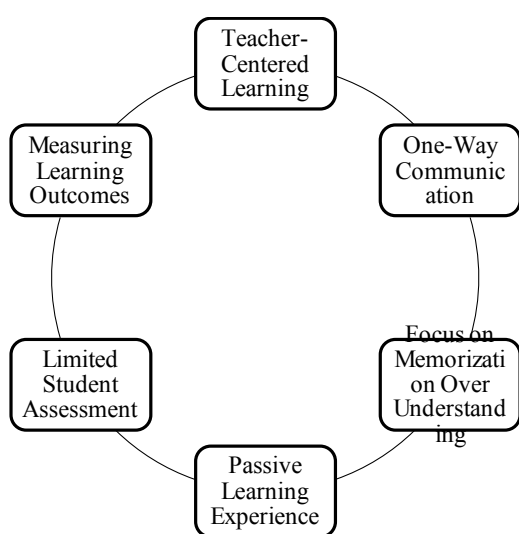 Teacher-
Centered
Learning
One-Way
Communic
ation
Focus on
Memorizati
on Over
Understand
ing
Passive
Learning
Experience
Limited
Student
Assessment
Measuring
Learning
Outcomes